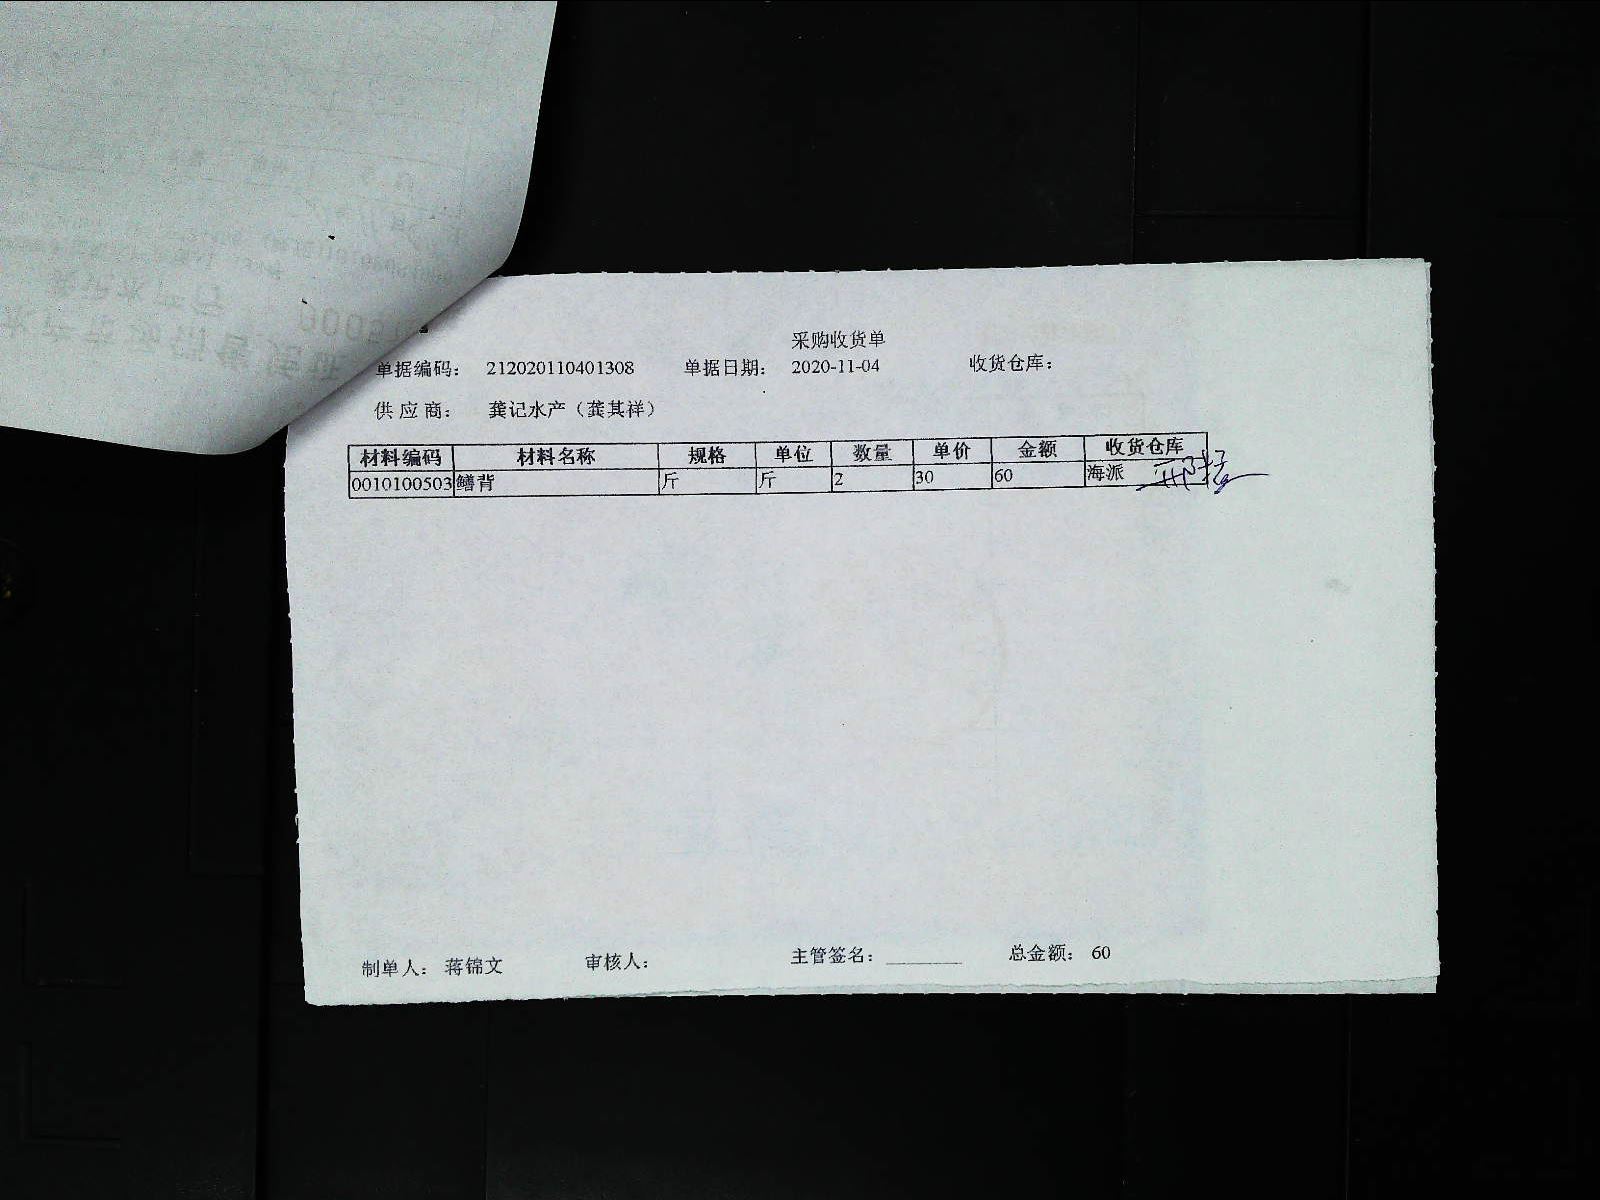 采购收货单
单据编码： 212020110401308 单据日期： 2020-11-04 收货仓库：
供应商： 龚记水产（龚其祥）
材料编码 材料名称 规格 单位 数量 单价 金额 收货仓库
0010100503 鳝背 斤 斤 2 30 60 海派
制单人： 蒋锦文 审核人： 主管签名： ________ 总金额： 60